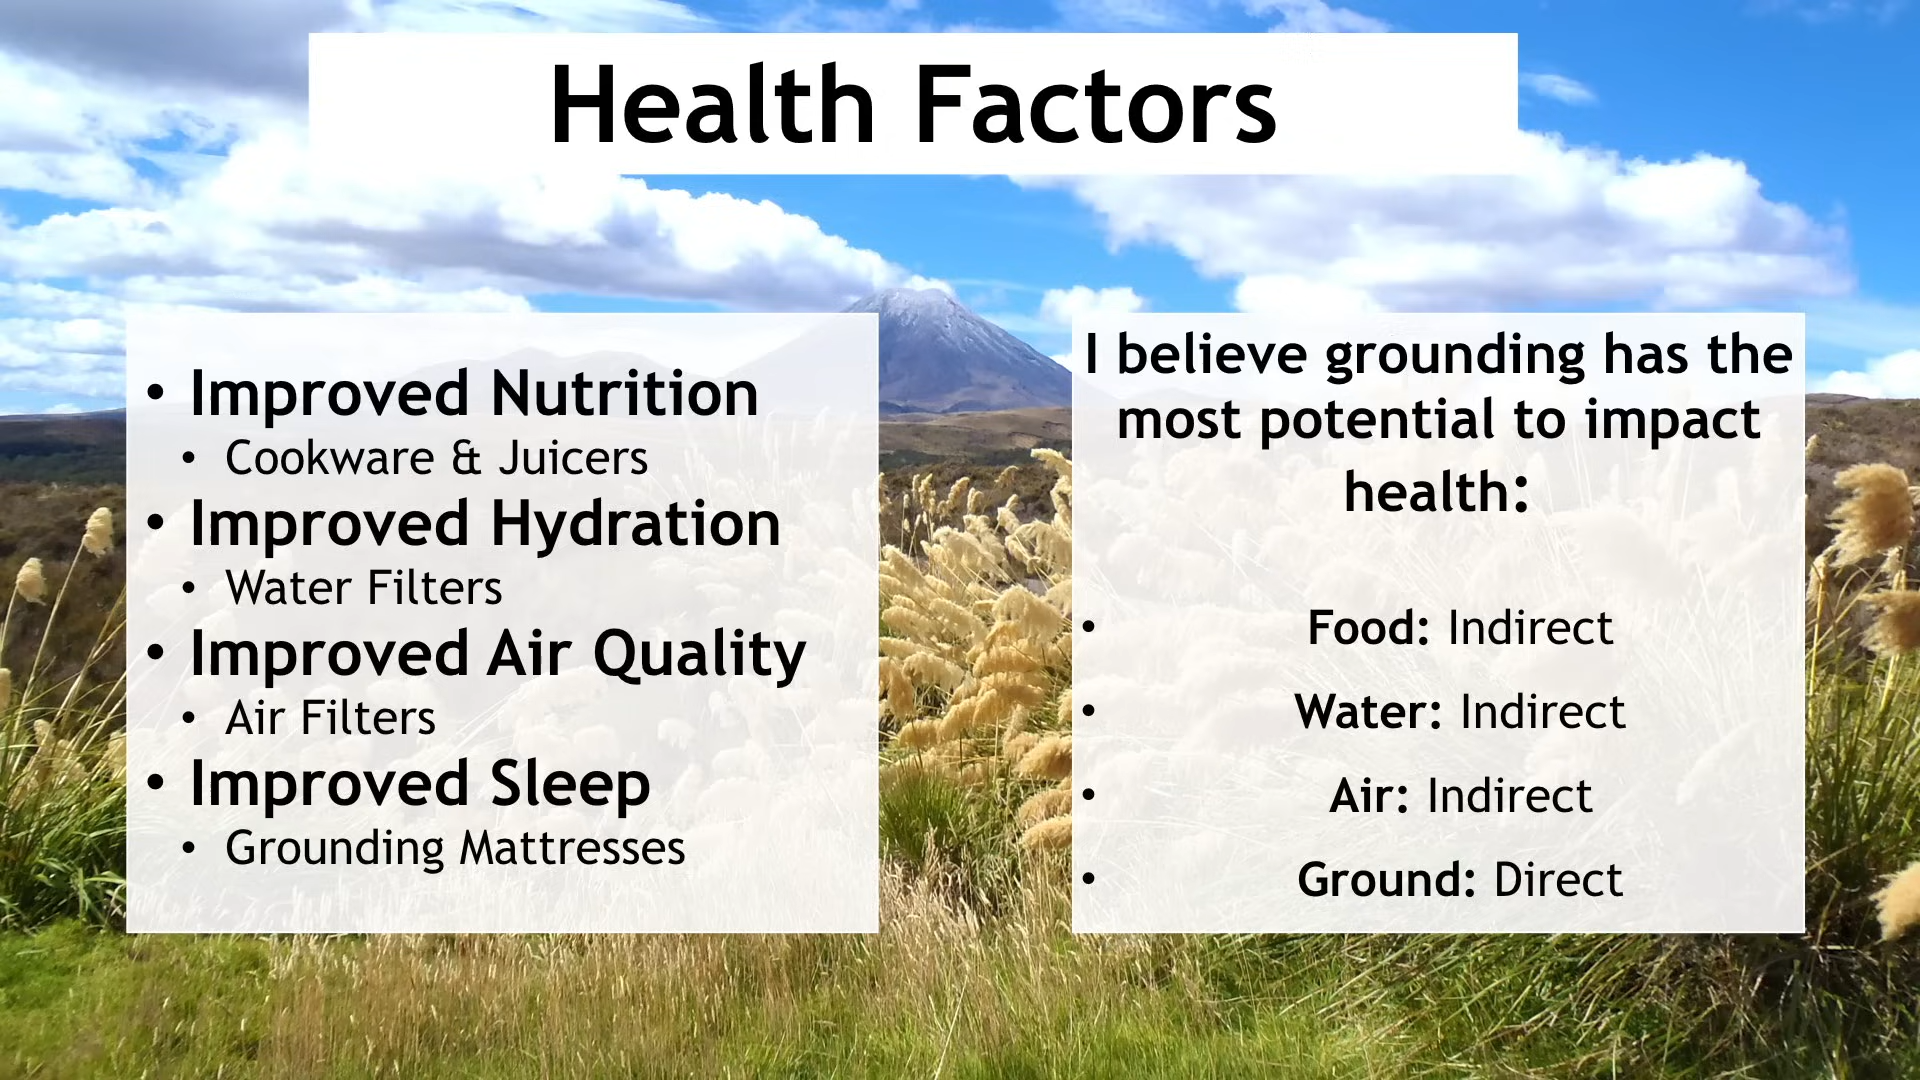 Health Factors
• Improved Nutrition
• Cookware & Juicers
• Improved Hydration
• Water Filters
• Improved Air Quality
• Air Filters
• Improved Sleep
• Grounding Mattresses
I believe grounding has the
most potential to impact
health:
• Food: Indirect
• Water: Indirect
• Air: Indirect
• Ground: Direct